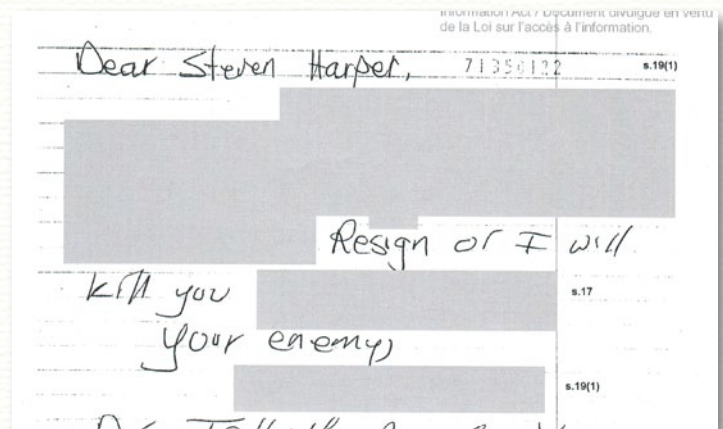 Information Act / Document divulgué en vertu
de la Loi sur l'accès à l'information.
Dear Steven Harper, 71356122 s.19(1)
Resign or I will
kill you s.17
your enemy,
s.19(1)